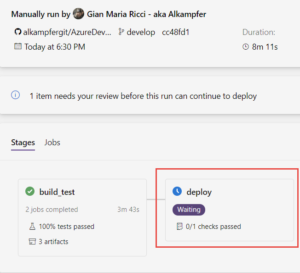 Manually run by Gian Maria Ricci - aka Alkampfer
alkampfergit/AzureDev... develop cc48fd1 Duration:
Today at 6:30 PM 8m 11s
1 item needs your review before this run can continue to deploy
Stages Jobs
build_test deploy
2 jobs completed 3m 43s Waiting
100% tests passed 0/1 checks passed
3 artifacts